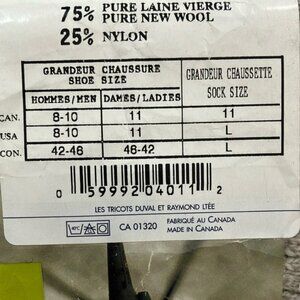 75% PURE LAINE VIERGE
PURE NEW WOOL
25% NYLON
GRANDEUR CHAUSSURE
SHOE SIZE
GRANDEUR CHAUSSETTE
SOCK SIZE
HOMMES/MEN DAMES/LADIES
CAN. 8-10 11 11
USA 8-10 11 L
CON. 42-46 46-42 L
0 59992 04011 2
LES TRICOTS DUVAL ET RAYMOND LTÉE
40°C CA 01320 FABRIQUÉ AU CANADA
MADE IN CANADA